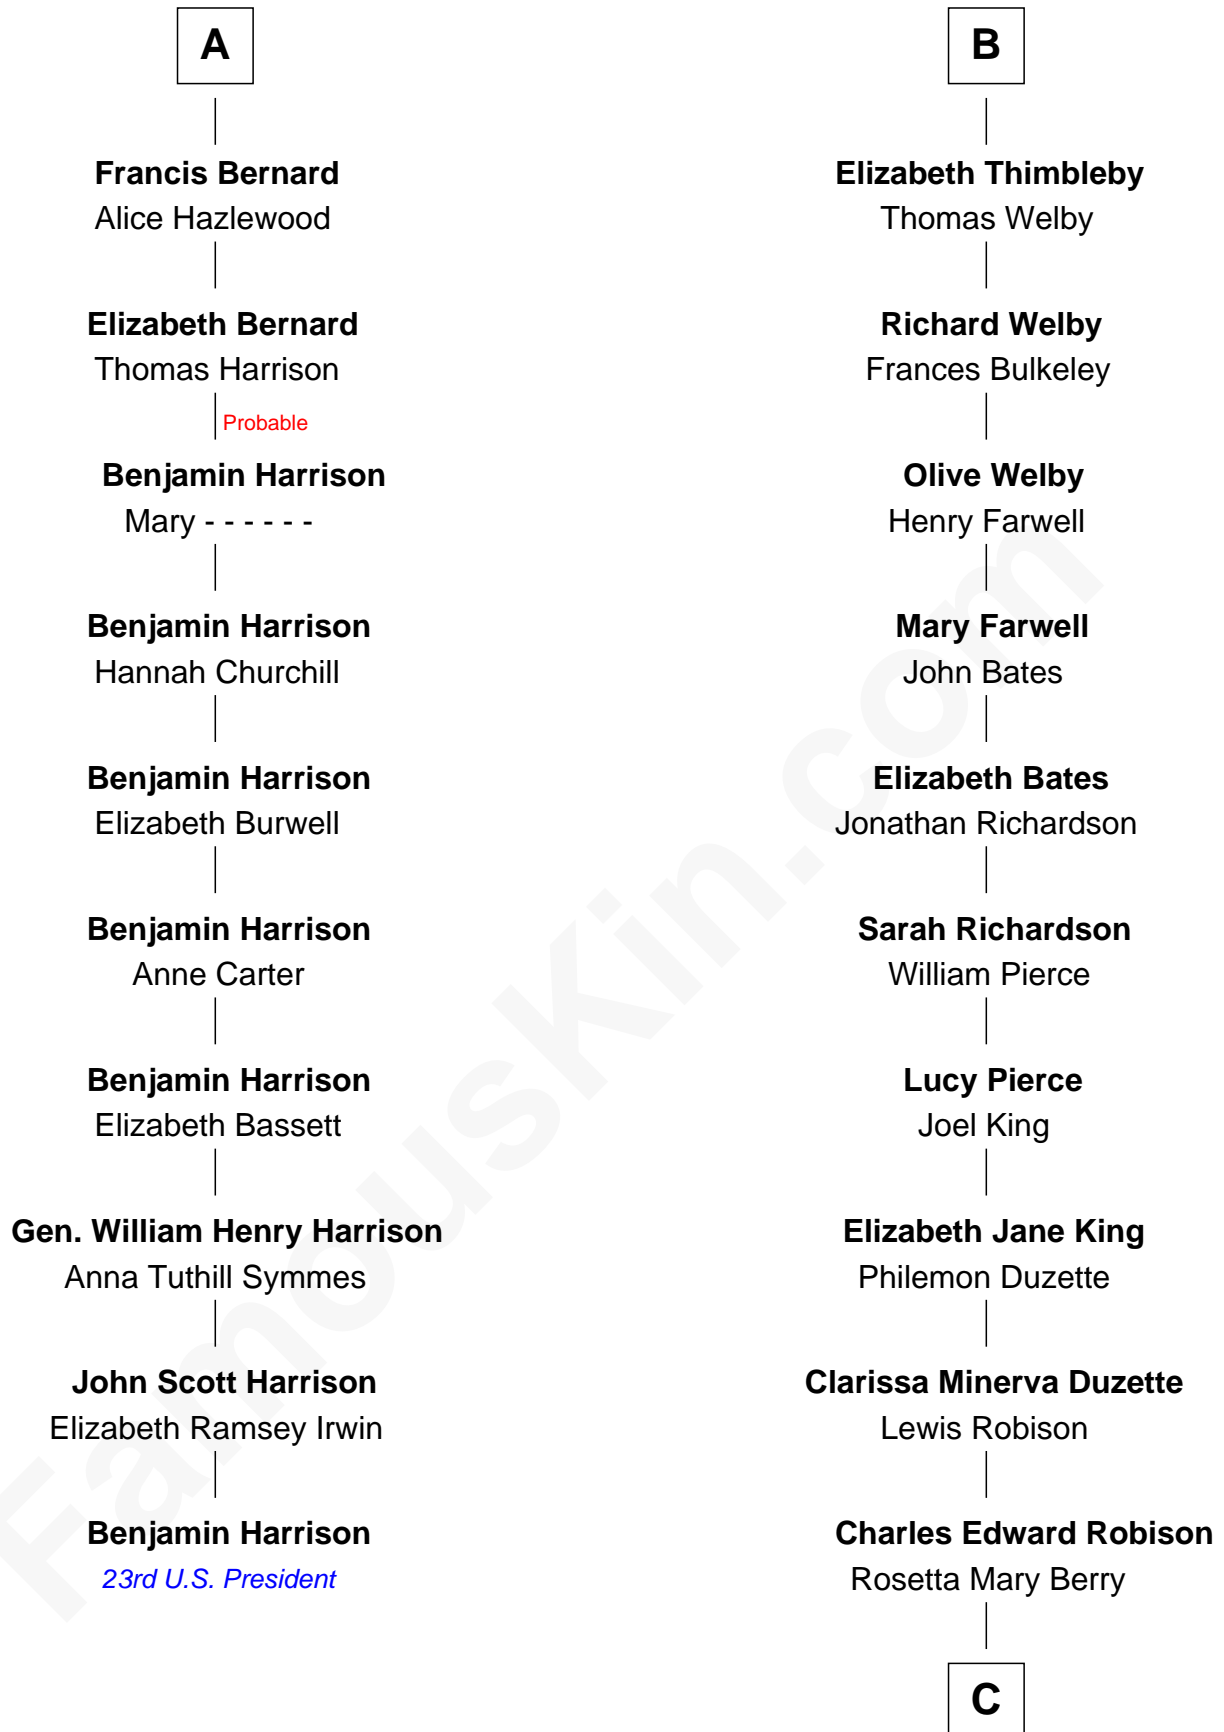 A
Francis Bernard
Alice Hazlewood
Elizabeth Bernard
Thomas Harrison
Probable
Benjamin Harrison
Mary - - - - - -
Benjamin Harrison
Hannah Churchill
Benjamin Harrison
Elizabeth Burwell
Benjamin Harrison
Anne Carter
Benjamin Harrison
Elizabeth Bassett
Gen. William Henry Harrison
Anna Tuthill Symmes
John Scott Harrison
Elizabeth Ramsey Irwin
Benjamin Harrison
23rd U.S. President
B
Elizabeth Thimbleby
Thomas Welby
Richard Welby
Frances Bulkeley
Olive Welby
Henry Farwell
Mary Farwell
John Bates
Elizabeth Bates
Jonathan Richardson
Sarah Richardson
William Pierce
Lucy Pierce
Joel King
Elizabeth Jane King
Philemon Duzette
Clarissa Minerva Duzette
Lewis Robison
Charles Edward Robison
Rosetta Mary Berry
C
FamousKin.com